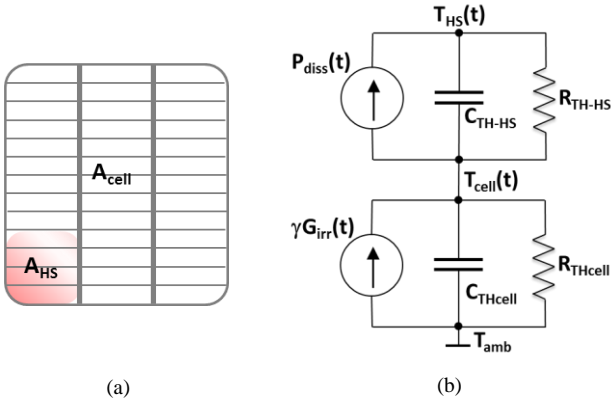 A_cell
A_HS
(a)
(b)
T_HS(t)
P_diss(t)
C_TH-HS
R_TH-HS
T_cell(t)
γG_irr(t)
C_THcell
R_THcell
T_amb